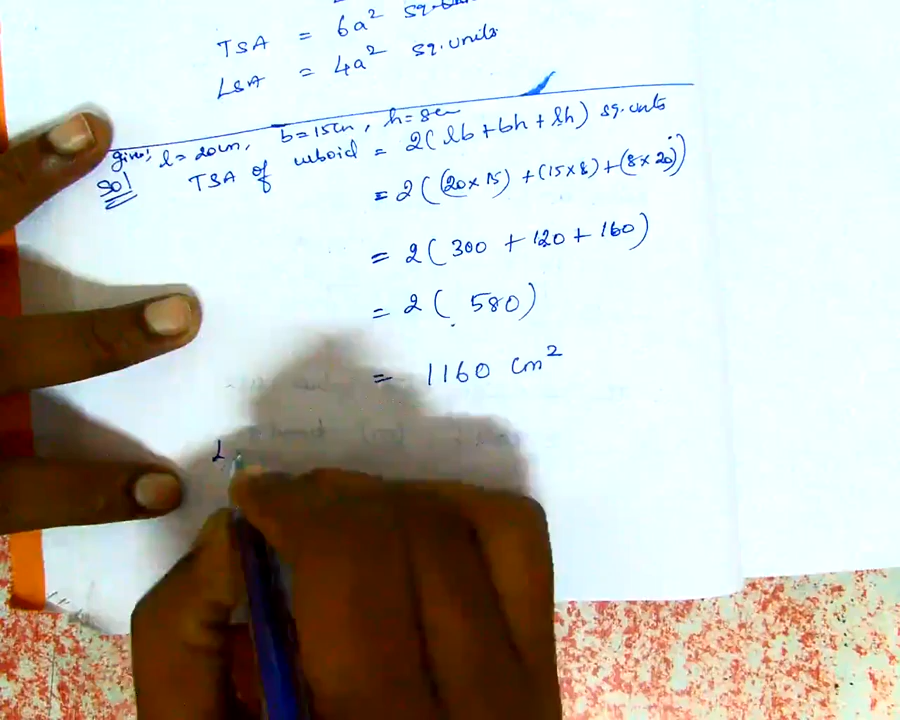 TSA = 6a² sq.units
LSA = 4a² sq.units
given; l = 20cm, b = 15cm, h = 8cm
Sol TSA of cuboid = 2(lb + bh + lh) sq.units
= 2((20 × 15) + (15 × 8) + (8 × 20))
= 2(300 + 120 + 160)
= 2(580)
= 1160 cm²
L